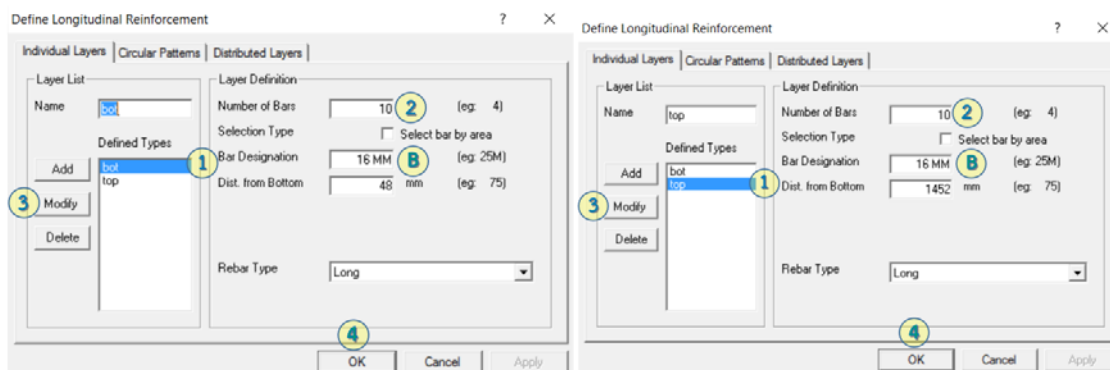 Define Longitudinal Reinforcement ? ×
Individual Layers Circular Patterns Distributed Layers
Layer List
Name bot
Defined Types
bot
top
Add
Modify
Delete
Layer Definition
Number of Bars 10 (eg: 4)
Selection Type Select bar by area
Bar Designation 16 MM (eg: 25M)
Dist. from Bottom 48 mm (eg: 75)
Rebar Type Long
OK Cancel Apply
1
2
B
3
4
Define Longitudinal Reinforcement ? ×
Individual Layers Circular Patterns Distributed Layers
Layer List
Name top
Defined Types
bot
top
Add
Modify
Delete
Layer Definition
Number of Bars 10 (eg: 4)
Selection Type Select bar by area
Bar Designation 16 MM (eg: 25M)
Dist. from Bottom 1452 mm (eg: 75)
Rebar Type Long
OK Cancel Apply
1
2
B
3
4